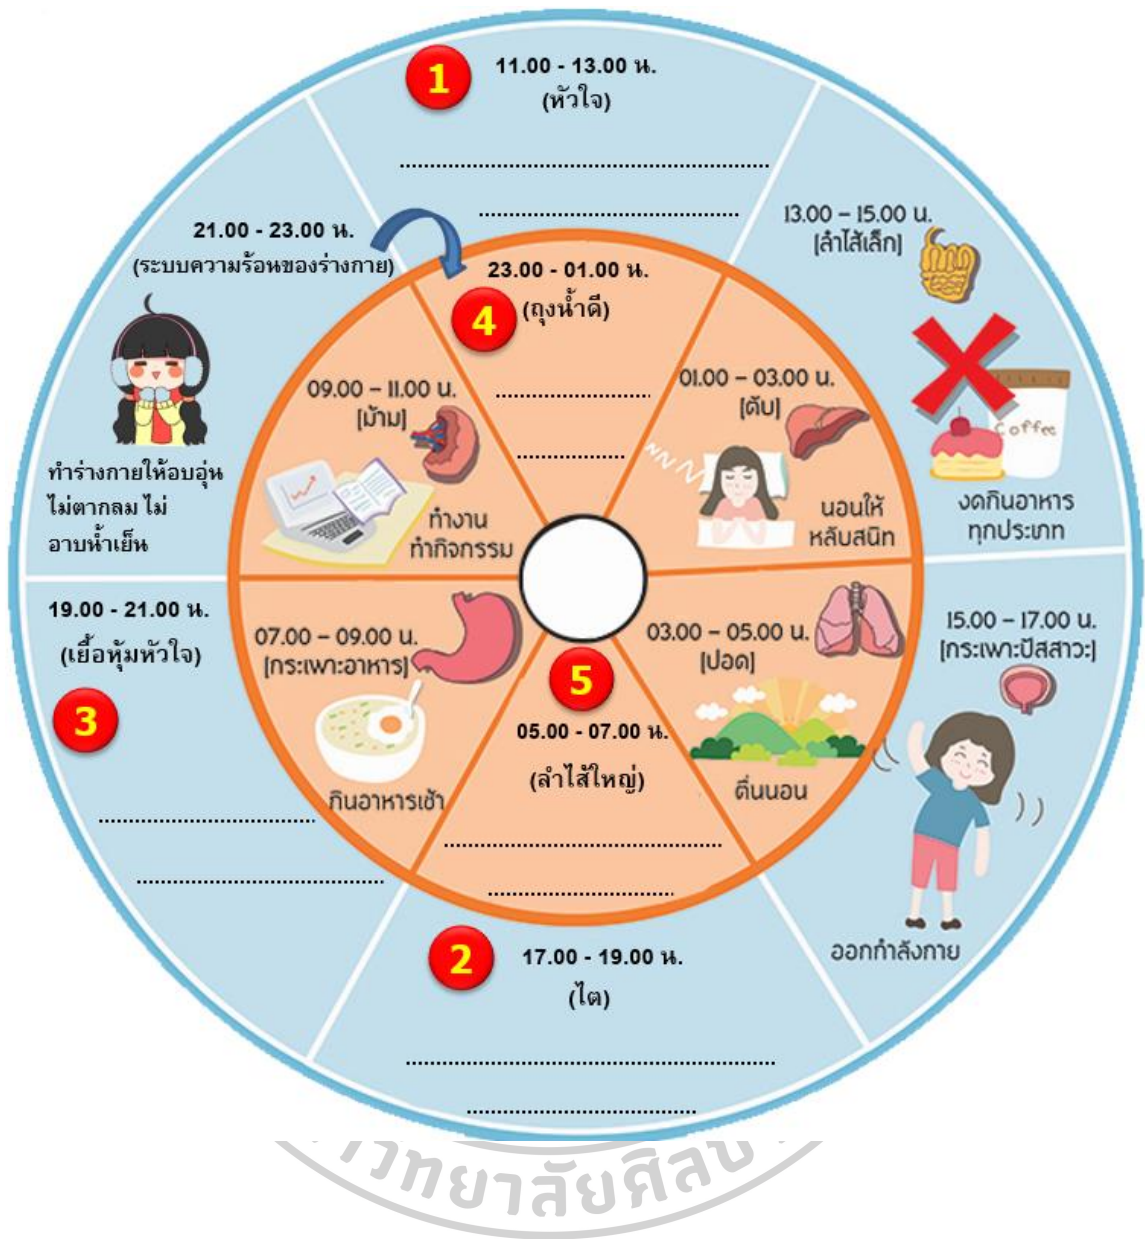 1
11.00 - 13.00 น.
(หัวใจ)
................................................................
.............................................
13.00 – 15.00 น.
[ลำไส้เล็ก]
Coffee
งดกินอาหาร
ทุกประเภท
15.00 – 17.00 น.
[กระเพาะปัสสาวะ]
ออกกำลังกาย
2
17.00 - 19.00 น.
(ไต)
................................................................
........................................
19.00 - 21.00 น.
(เยื่อหุ้มหัวใจ)
3
......................................
...........................................
21.00 - 23.00 น.
(ระบบความร้อนของร่างกาย)
ทำร่างกายให้อบอุ่น
ไม่ตากลม ไม่
อาบน้ำเย็น
23.00 - 01.00 น.
4
(ถุงน้ำดี)
...........................
...................
01.00 – 03.00 น.
[ตับ]
NNN
นอนให้
หลับสนิท
03.00 – 05.00 น.
[ปอด]
ตื่นนอน
5
05.00 - 07.00 น.
(ลำไส้ใหญ่)
................................................
................................
07.00 – 09.00 น.
[กระเพาะอาหาร]
กินอาหารเช้า
09.00 – 11.00 น.
[ม้าม]
ทำงาน
ทำกิจกรรม
วิทยาลัยศิลป